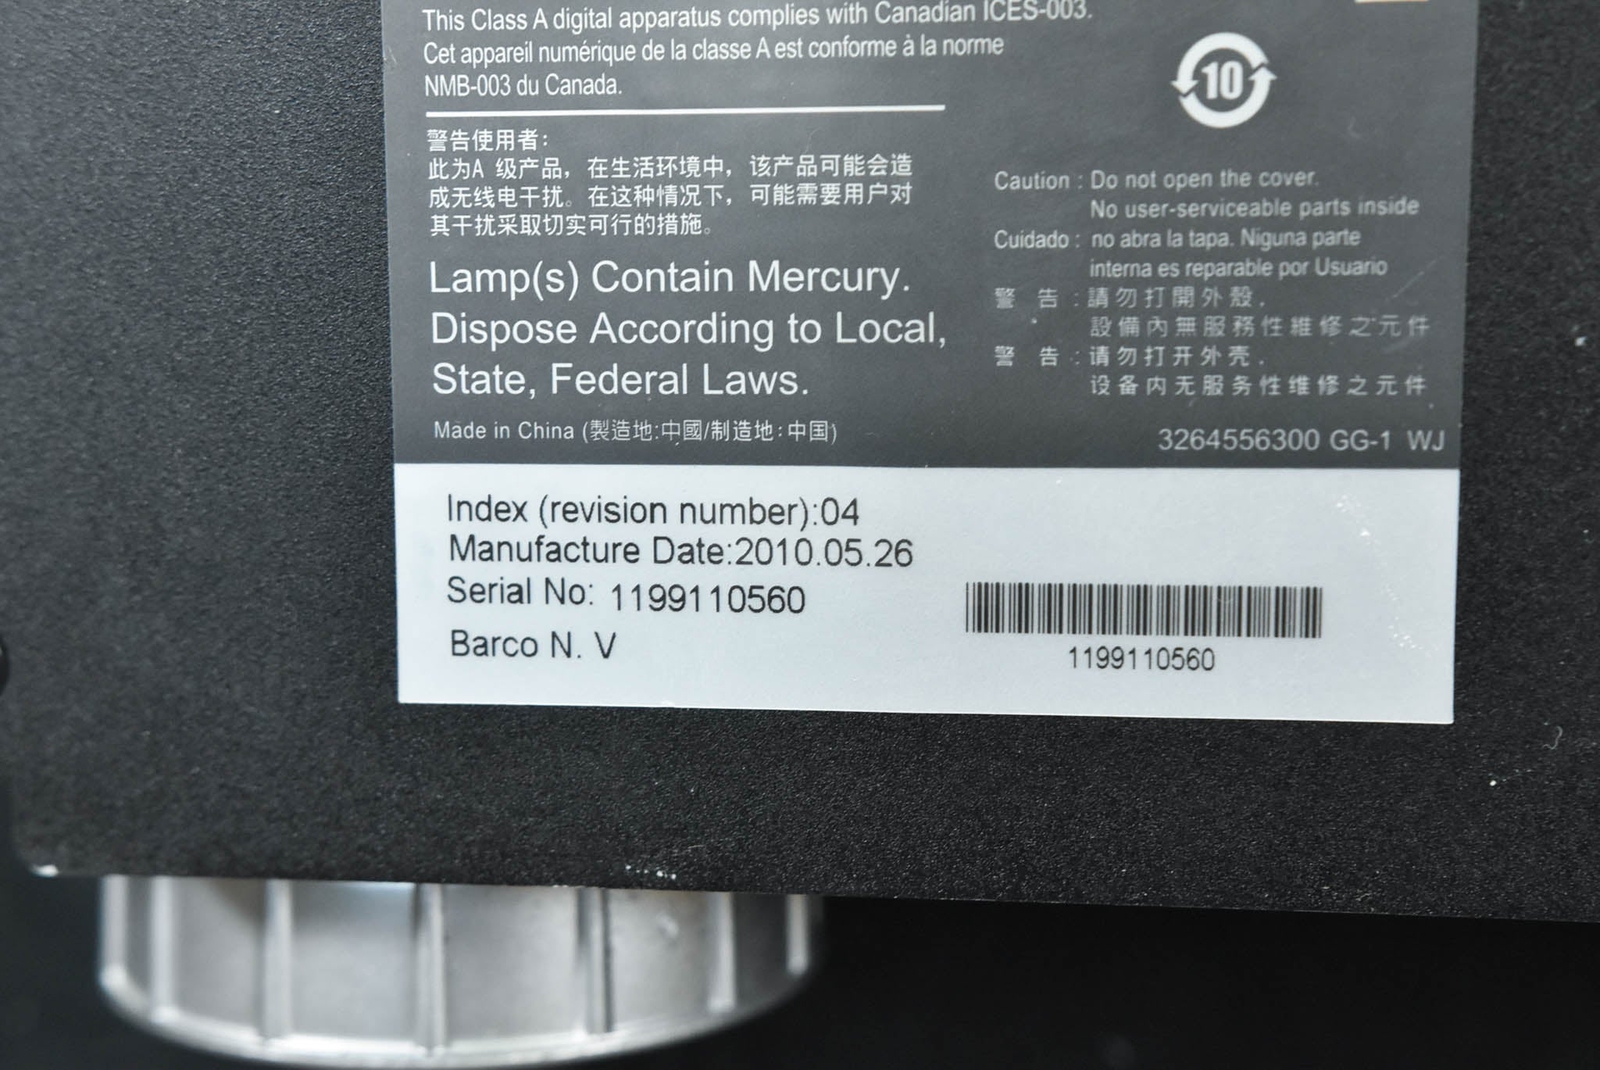 This Class A digital apparatus complies with Canadian ICES-003.
Cet appareil numérique de la classe A est conforme à la norme
NMB-003 du Canada.
警告使用者：
此为A 级产品，在生活环境中，该产品可能会造
成无线电干扰。在这种情况下，可能需要用户对
其干扰采取切实可行的措施。
Lamp(s) Contain Mercury.
Dispose According to Local,
State, Federal Laws.
Made in China (製造地:中國/制造地:中国)
10
Caution : Do not open the cover.
No user-serviceable parts inside
Cuidado : no abra la tapa. Niguna parte
interna es reparable por Usuario
警 告 : 請勿打開外殼.
設備內無服務性維修之元件
警 告 : 请勿打开外壳.
设备内无服务性维修之元件
3264556300 GG-1 WJ
Index (revision number):04
Manufacture Date:2010.05.26
Serial No: 1199110560
Barco N. V
1199110560